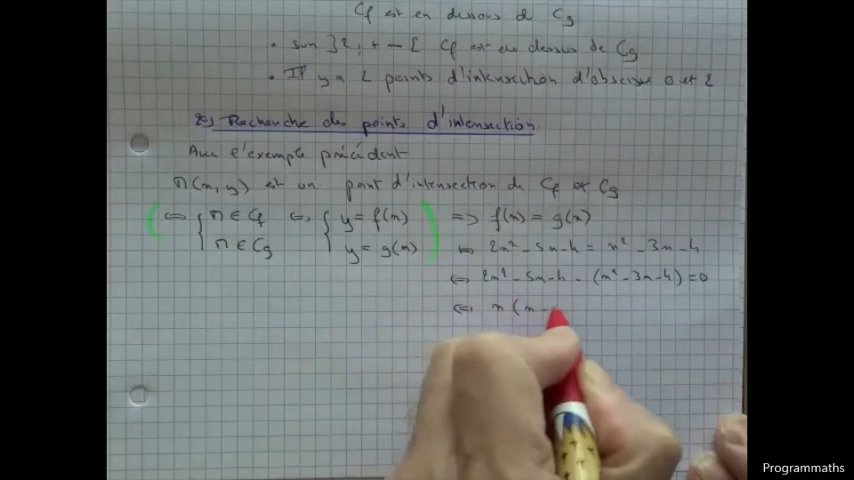 Cf est en dessous de Cg
• sur ]2; +∞[ Cf est au dessus de Cg
• Il y a 2 points d'intersection d'abscisse 0 et 2
2) Recherche des points d'intersection
Avec l'exemple précédent
M(x, y) est un point d'intersection de Cf et Cg
( ⇔ { M ∈ Cf ⇔ { y = f(x) ) => f(x) = g(x)
M ∈ Cg y = g(x) ⇔ 2x² - 5x - 4 = x² - 3x - 4
⇔ 2x² - 5x - 4 - (x² - 3x - 4) = 0
⇔ x (x -
Programmaths